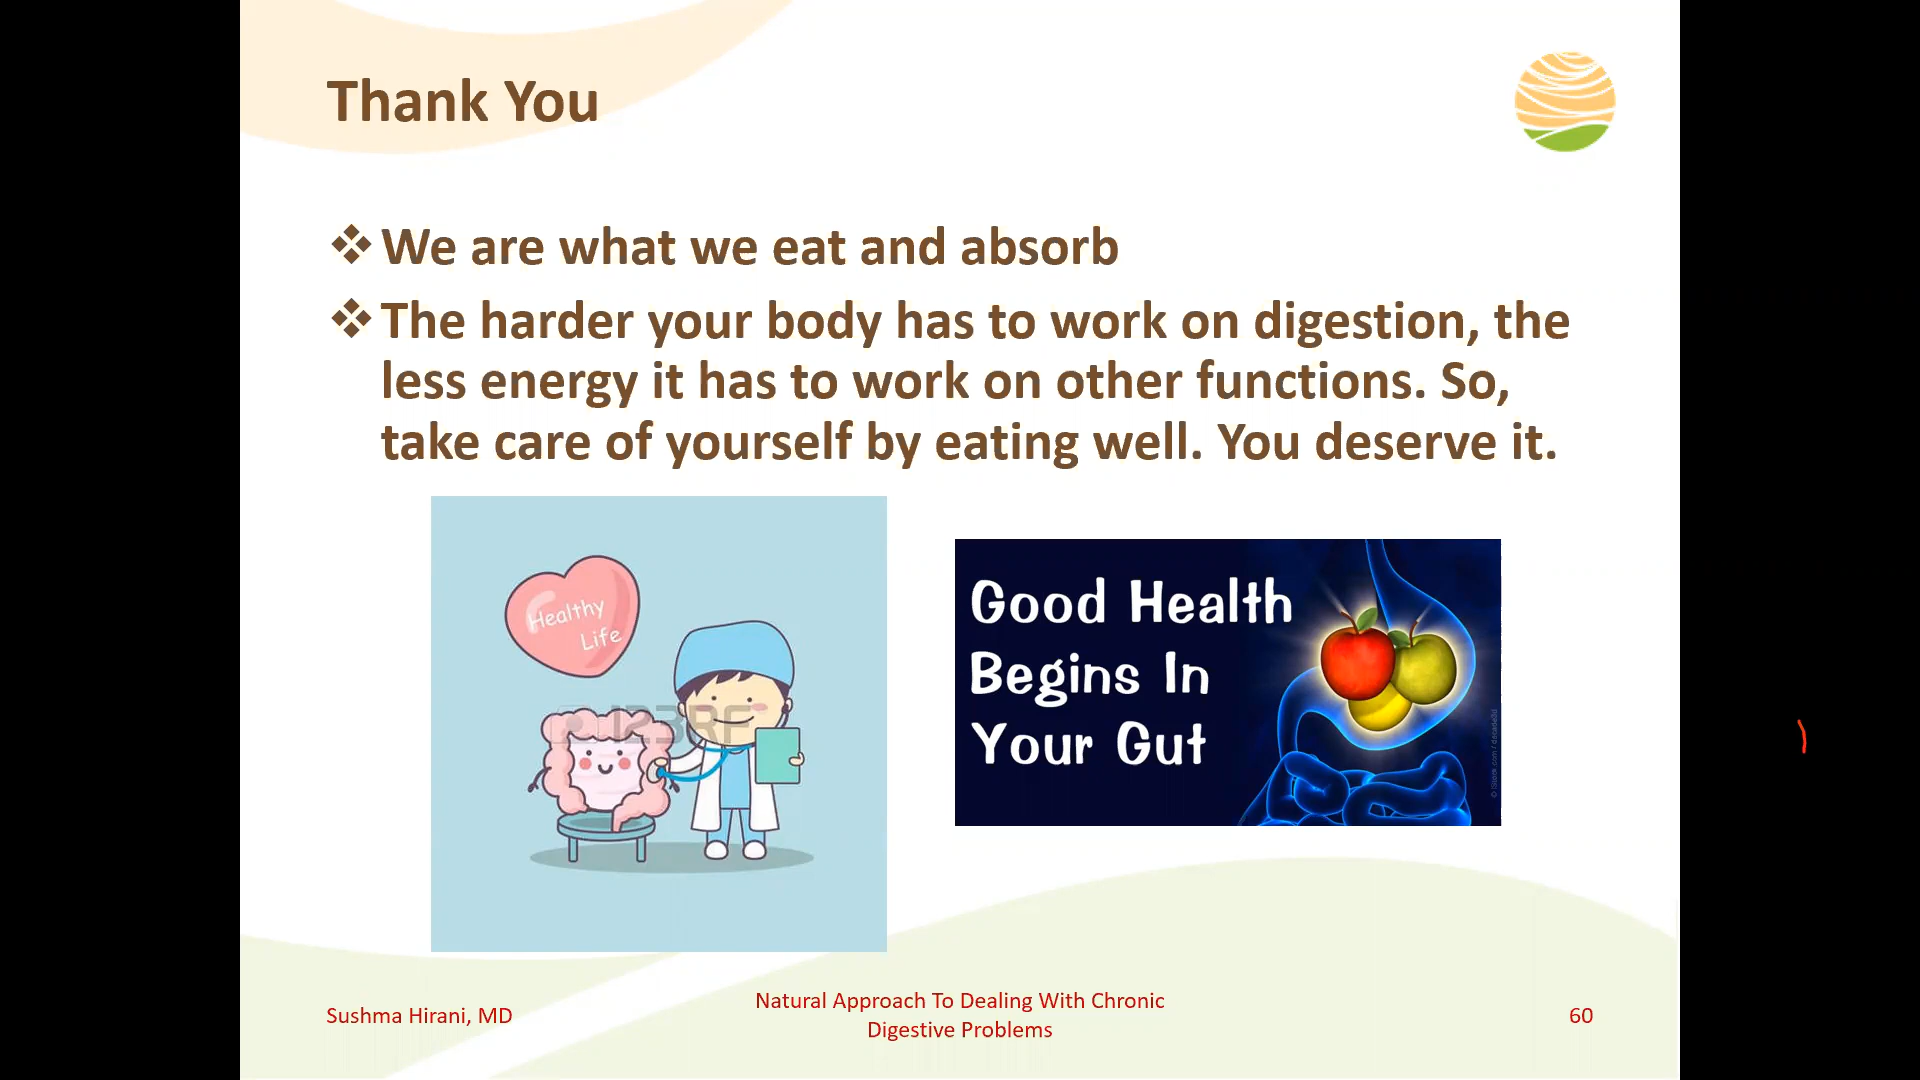 Thank You
❖ We are what we eat and absorb
❖ The harder your body has to work on digestion, the
less energy it has to work on other functions. So,
take care of yourself by eating well. You deserve it.
Healthy
Life
123RF
Good Health
Begins In
Your Gut
Sushma Hirani, MD
Natural Approach To Dealing With Chronic
Digestive Problems
60